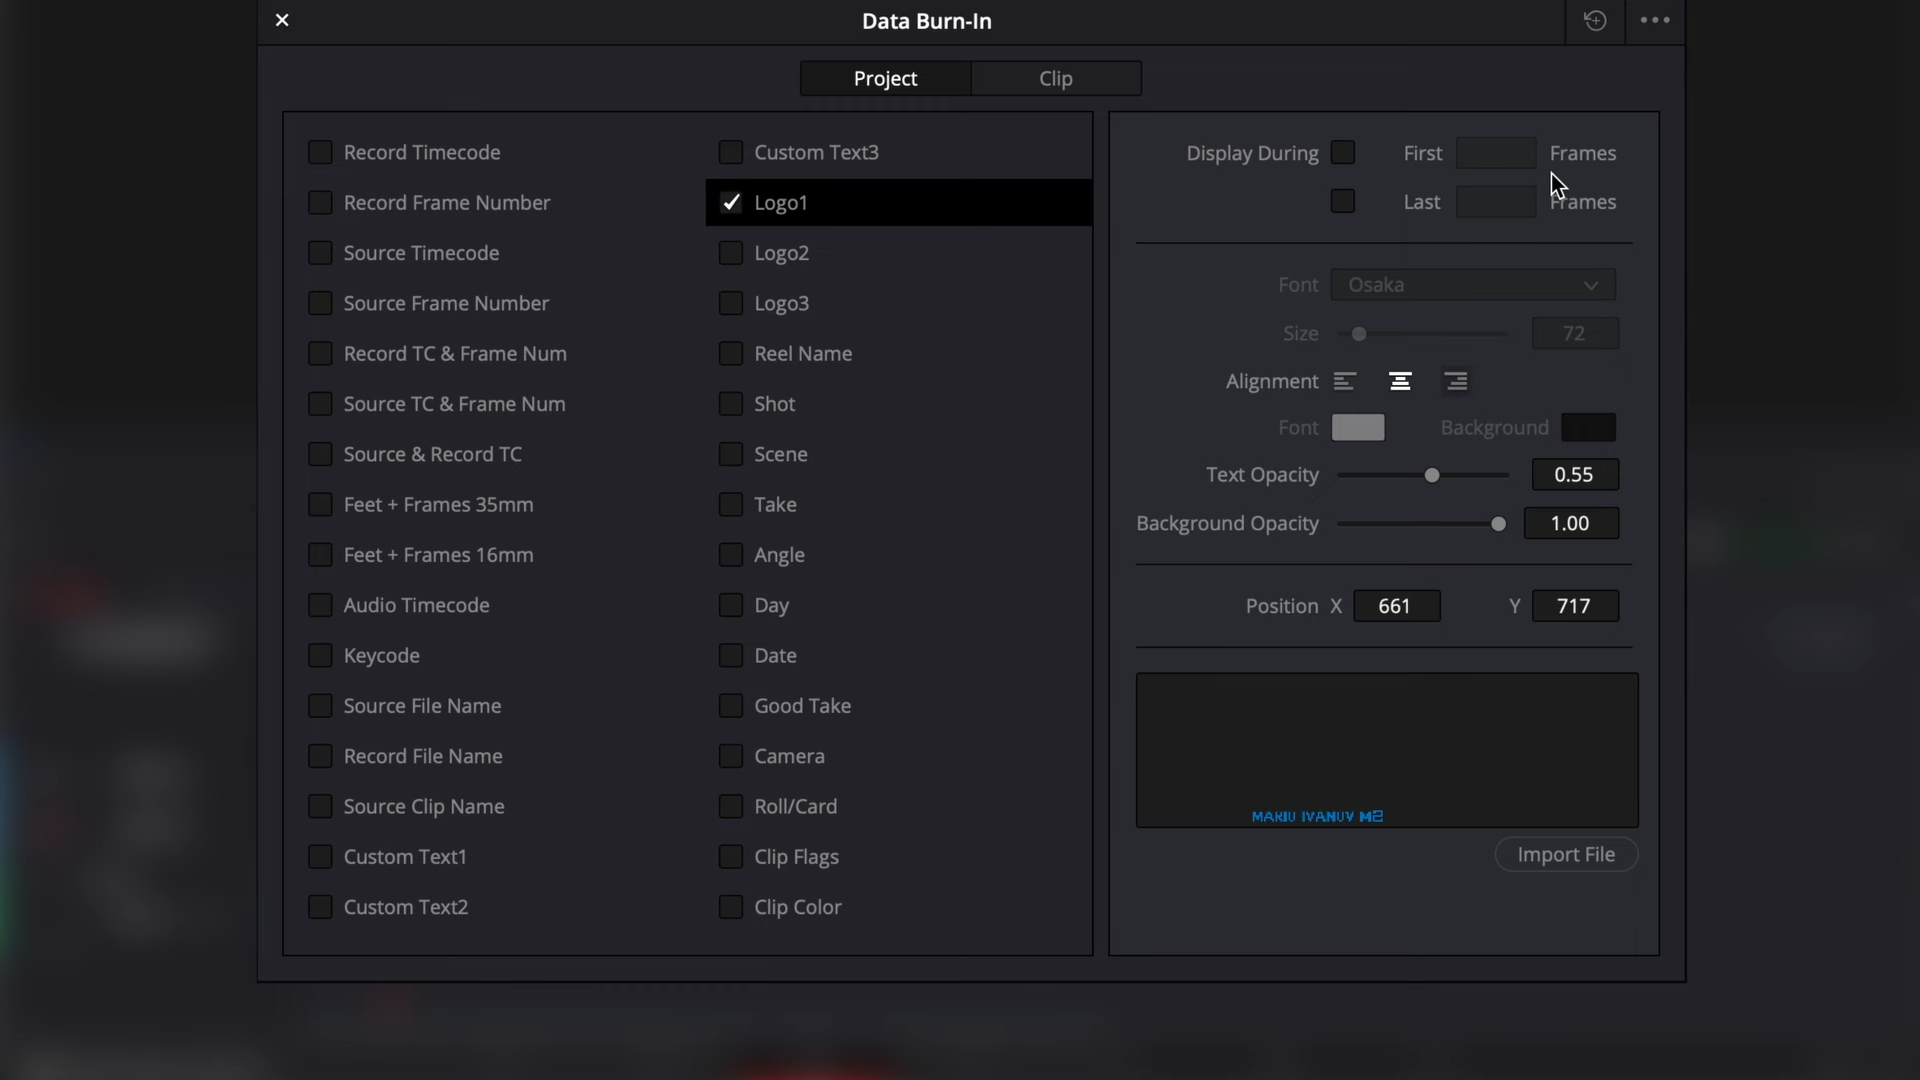 Data Burn-In
Project Clip
Record Timecode
Record Frame Number
Source Timecode
Source Frame Number
Record TC & Frame Num
Source TC & Frame Num
Source & Record TC
Feet + Frames 35mm
Feet + Frames 16mm
Audio Timecode
Keycode
Source File Name
Record File Name
Source Clip Name
Custom Text1
Custom Text2
Custom Text3
Logo1
Logo2
Logo3
Reel Name
Shot
Scene
Take
Angle
Day
Date
Good Take
Camera
Roll/Card
Clip Flags
Clip Color
Display During First Frames
Last Frames
Font Osaka
Size 72
Alignment
Font Background
Text Opacity 0.55
Background Opacity 1.00
Position X 661 Y 717
Import File